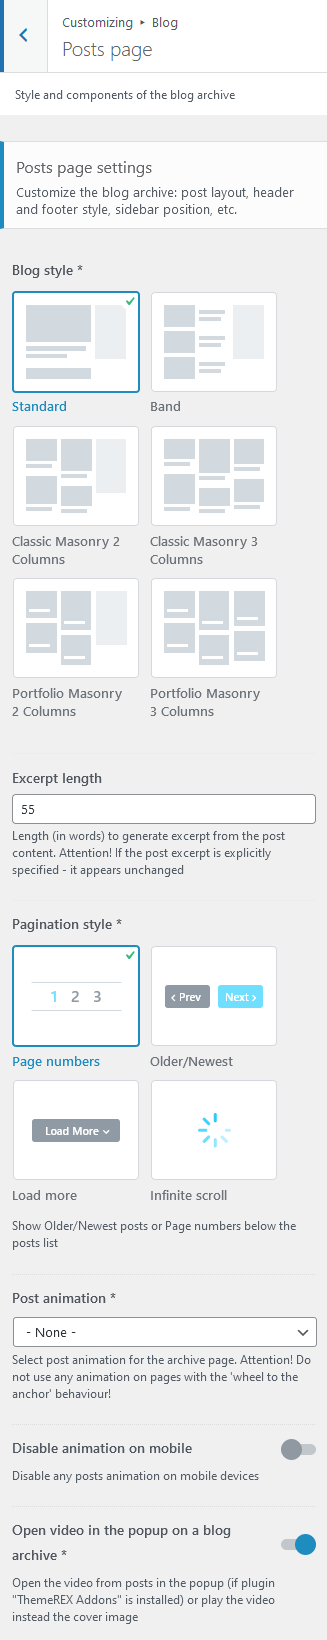 Customizing ▸ Blog
Posts page
Style and components of the blog archive
Posts page settings
Customize the blog archive: post layout, header
and footer style, sidebar position, etc.
Blog style *
Standard
Band
Classic Masonry 2
Columns
Classic Masonry 3
Columns
Portfolio Masonry
2 Columns
Portfolio Masonry
3 Columns
Excerpt length
55
Length (in words) to generate excerpt from the post
content. Attention! If the post excerpt is explicitly
specified - it appears unchanged
Pagination style *
1 2 3
Page numbers
Prev Next
Older/Newest
Load More
Load more
Infinite scroll
Show Older/Newest posts or Page numbers below the
posts list
Post animation *
- None -
Select post animation for the archive page. Attention! Do
not use any animation on pages with the 'wheel to the
anchor' behaviour!
Disable animation on mobile
Disable any posts animation on mobile devices
Open video in the popup on a blog
archive *
Open the video from posts in the popup (if plugin
"ThemeREX Addons" is installed) or play the video
instead the cover image